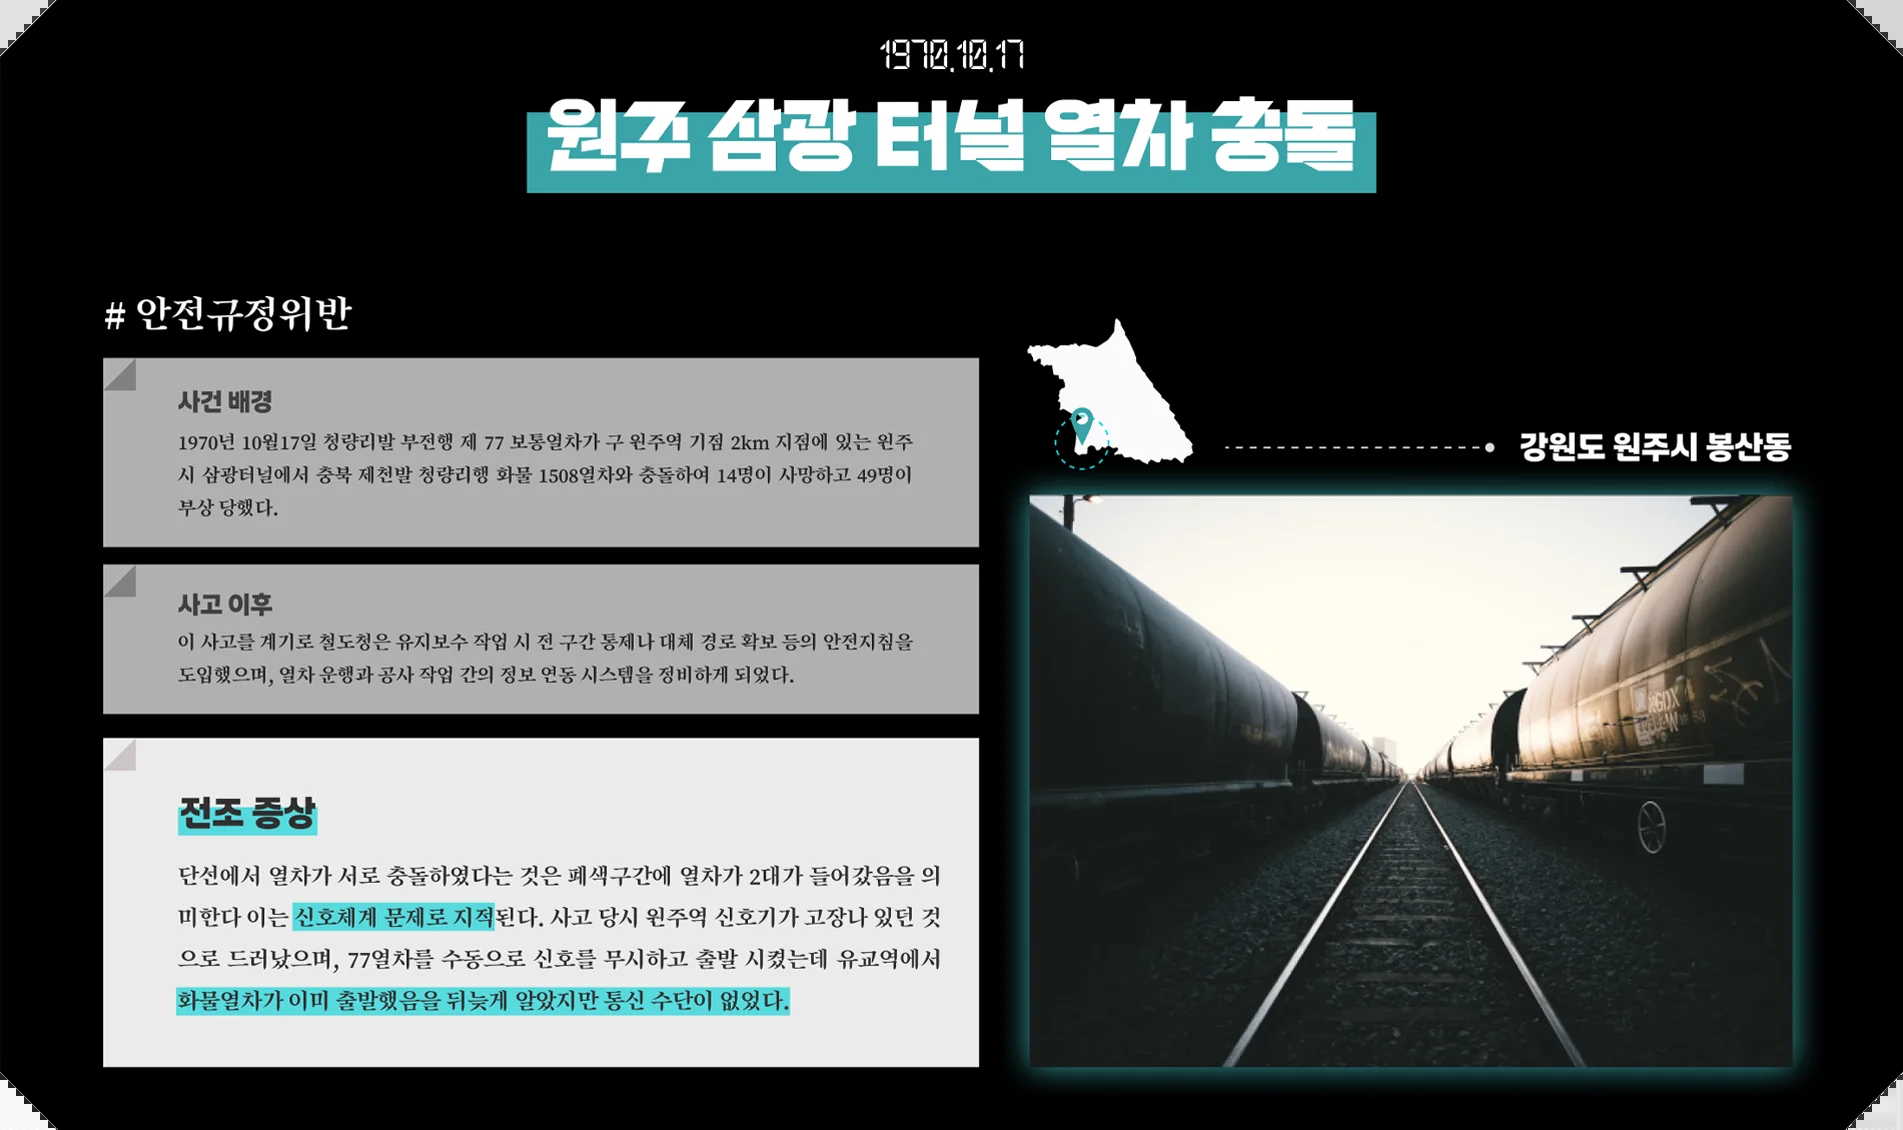 1970.10.17
원주 삼광 터널 열차 충돌
# 안전규정위반
사건 배경
1970년 10월17일 청량리발 부전행 제 77 보통열차가 구 원주역 기점 2km 지점에 있는 원주
시 삼광터널에서 충북 제천발 청량리행 화물 1508열차와 충돌하여 14명이 사망하고 49명이
부상 당했다.
사고 이후
이 사고를 계기로 철도청은 유지보수 작업 시 전 구간 통제나 대체 경로 확보 등의 안전지침을
도입했으며, 열차 운행과 공사 작업 간의 정보 연동 시스템을 정비하게 되었다.
전조 증상
단선에서 열차가 서로 충돌하였다는 것은 폐색구간에 열차가 2대가 들어갔음을 의
미한다 이는 신호체계 문제로 지적된다. 사고 당시 원주역 신호기가 고장나 있던 것
으로 드러났으며, 77열차를 수동으로 신호를 무시하고 출발 시켰는데 유교역에서
화물열차가 이미 출발했음을 뒤늦게 알았지만 통신 수단이 없었다.
강원도 원주시 봉산동